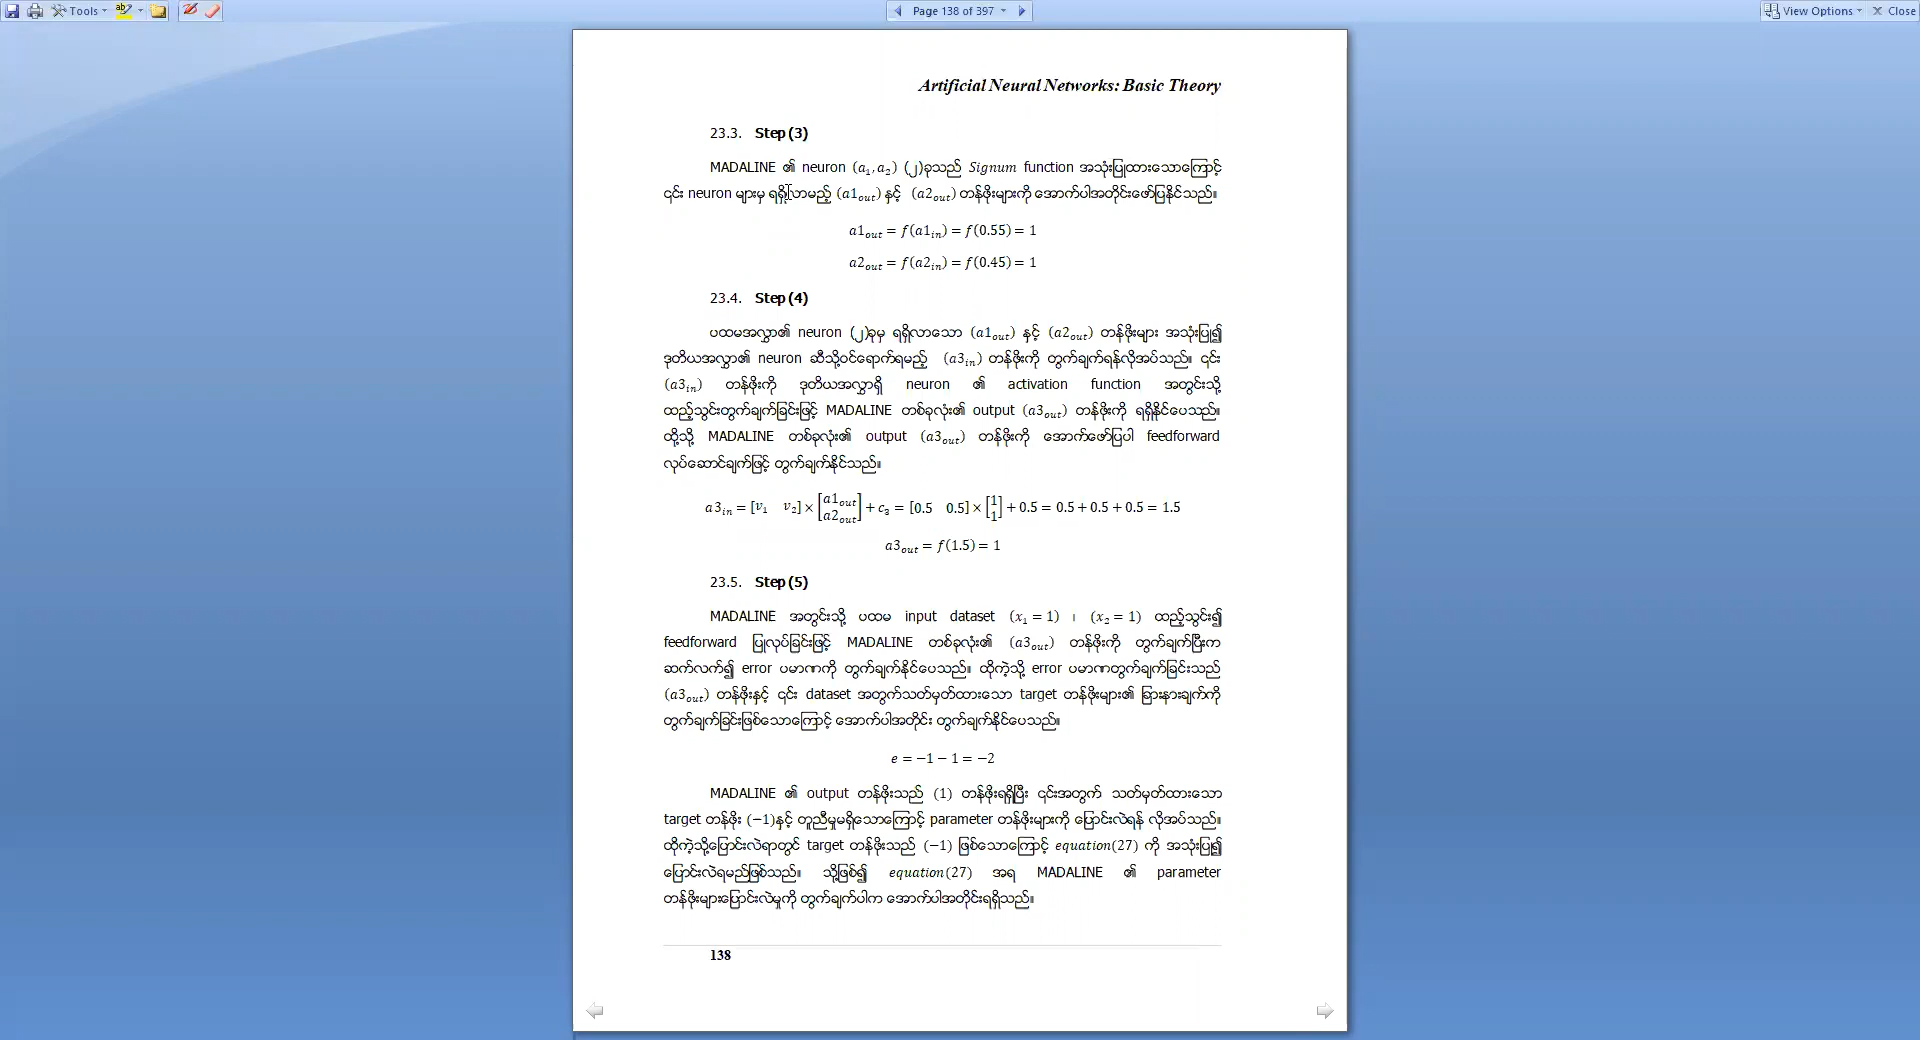 Tools
Page 138 of 397
View Options
Close
Artificial Neural Networks: Basic Theory
23.3. Step (3)
MADALINE ၏ neuron (a₁, a₂) (၂)ခုသည် Signum function အသုံးပြုထားသောကြောင့်
၎င်း neuron များမှ ရရှိလာမည့် (a1ₒᵤₜ) နှင့် (a2ₒᵤₜ) တန်ဖိုးများကို အောက်ပါအတိုင်းဖော်ပြနိုင်သည်။
a1ₒᵤₜ = f(a1ᵢₙ) = f(0.55) = 1
a2ₒᵤₜ = f(a2ᵢₙ) = f(0.45) = 1
23.4. Step (4)
ပထမအလွှာ၏ neuron (၂)ခုမှ ရရှိလာသော (a1ₒᵤₜ) နှင့် (a2ₒᵤₜ) တန်ဖိုးများ အသုံးပြု၍
ဒုတိယအလွှာ၏ neuron ဆီသို့ဝင်ရောက်ရမည့် (a3ᵢₙ) တန်ဖိုးကို တွက်ချက်ရန်လိုအပ်သည်။ ၎င်း
(a3ᵢₙ) တန်ဖိုးကို ဒုတိယအလွှာရှိ neuron ၏ activation function အတွင်းသို့
ထည့်သွင်းတွက်ချက်ခြင်းဖြင့် MADALINE တစ်ခုလုံး၏ output (a3ₒᵤₜ) တန်ဖိုးကို ရရှိနိုင်ပေသည်။
ထို့သို့ MADALINE တစ်ခုလုံး၏ output (a3ₒᵤₜ) တန်ဖိုးကို အောက်ဖော်ပြပါ feedforward
လုပ်ဆောင်ချက်ဖြင့် တွက်ချက်နိုင်သည်။
a3ᵢₙ = [v₁ v₂] × [a1ₒᵤₜ a2ₒᵤₜ] + c₃ = [0.5 0.5] × [1 1] + 0.5 = 0.5 + 0.5 + 0.5 = 1.5
a3ₒᵤₜ = f(1.5) = 1
23.5. Step (5)
MADALINE အတွင်းသို့ ပထမ input dataset (x₁ = 1) ၊ (x₂ = 1) ထည့်သွင်း၍
feedforward ပြုလုပ်ခြင်းဖြင့် MADALINE တစ်ခုလုံး၏ (a3ₒᵤₜ) တန်ဖိုးကို တွက်ချက်ပြီးက
ဆက်လက်၍ error ပမာဏကို တွက်ချက်နိုင်ပေသည်။ ထိုကဲ့သို့ error ပမာဏတွက်ချက်ခြင်းသည်
(a3ₒᵤₜ) တန်ဖိုးနှင့် ၎င်း dataset အတွက်သတ်မှတ်ထားသော target တန်ဖိုးများ၏ ခြားနားချက်ကို
တွက်ချက်ခြင်းဖြစ်သောကြောင့် အောက်ပါအတိုင်း တွက်ချက်နိုင်ပေသည်။
e = −1 − 1 = −2
MADALINE ၏ output တန်ဖိုးသည် (1) တန်ဖိုးရရှိပြီး ၎င်းအတွက် သတ်မှတ်ထားသော
target တန်ဖိုး (−1)နှင့် တူညီမှုမရှိသောကြောင့် parameter တန်ဖိုးများကို ပြောင်းလဲရန် လိုအပ်သည်။
ထိုကဲ့သို့ပြောင်းလဲရာတွင် target တန်ဖိုးသည် (−1) ဖြစ်သောကြောင့် equation(27) ကို အသုံးပြု၍
ပြောင်းလဲရမည်ဖြစ်သည်။ သို့ဖြစ်၍ equation(27) အရ MADALINE ၏ parameter
တန်ဖိုးများပြောင်းလဲမှုကို တွက်ချက်ပါက အောက်ပါအတိုင်းရရှိသည်။
138